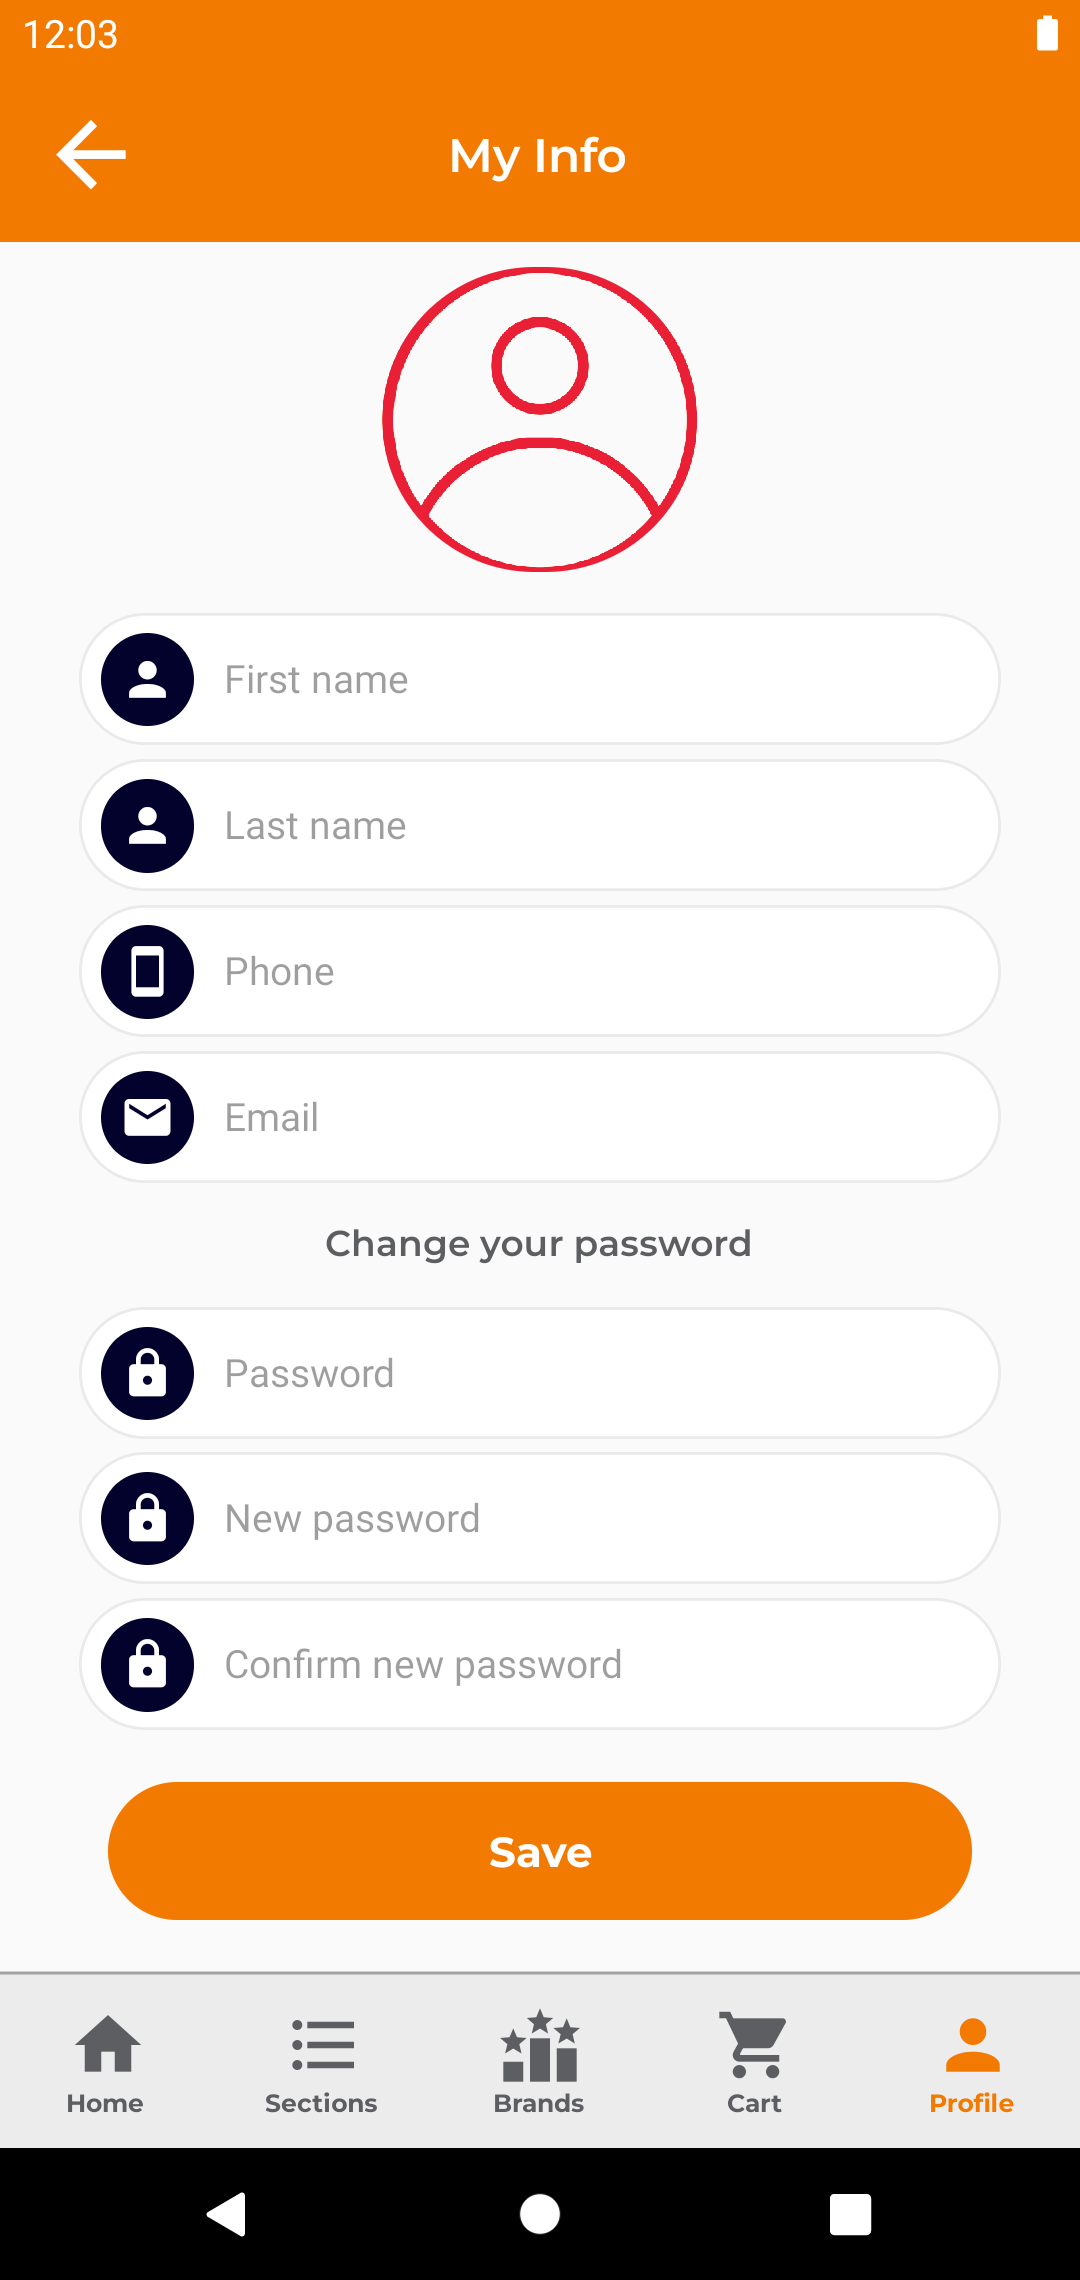 12:03
My Info
First name
Last name
Phone
Email
Change your password
Password
New password
Confirm new password
Save
Home
Sections
Brands
Cart
Profile